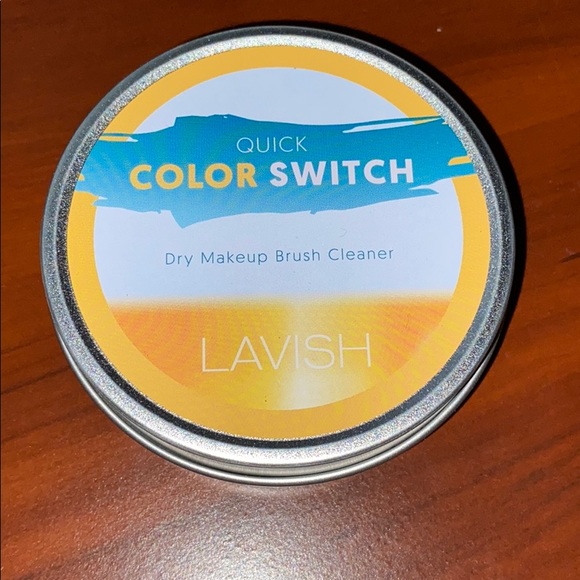 QUICK
COLOR SWITCH
Dry Makeup Brush Cleaner
LAVISH